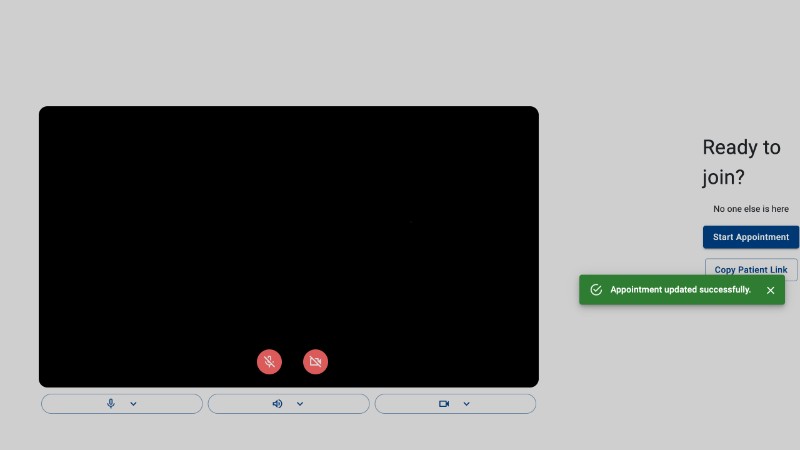 Ready to
join?
No one else is here
Start Appointment
Copy Patient Link
Appointment updated successfully.